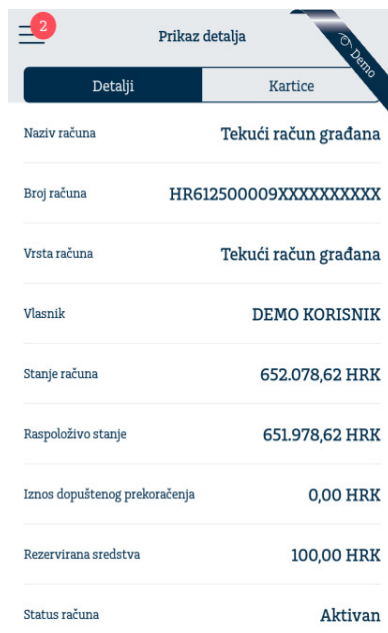 2
Prikaz detalja
Demo
Detalji
Kartice
Naziv računa
Tekući račun građana
Broj računa
HR612500009XXXXXXXXXX
Vrsta računa
Tekući račun građana
Vlasnik
DEMO KORISNIK
Stanje računa
652.078,62 HRK
Raspoloživo stanje
651.978,62 HRK
Iznos dopuštenog prekoračenja
0,00 HRK
Rezervirana sredstva
100,00 HRK
Status računa
Aktivan